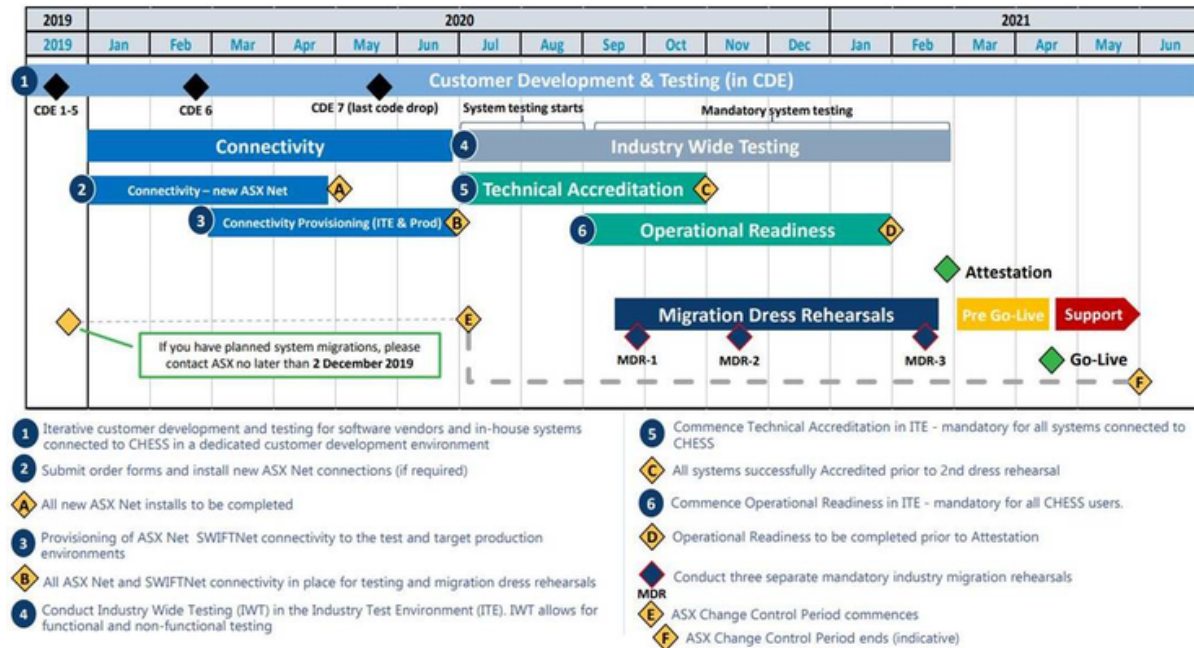 2019 2020 2021
2019 Jan Feb Mar Apr May Jun Jul Aug Sep Oct Nov Dec Jan Feb Mar Apr May Jun
1 Customer Development & Testing (in CDE)
CDE 1-5 CDE 6 CDE 7 (last code drop) System testing starts Mandatory system testing
Connectivity 4 Industry Wide Testing
2 Connectivity – new ASX Net A 5 Technical Accreditation C
3 Connectivity Provisioning (ITE & Prod) B 6 Operational Readiness D
Attestation
E Migration Dress Rehearsals Pre Go-Live Support
If you have planned system migrations, please
contact ASX no later than 2 December 2019
MDR-1 MDR-2 MDR-3 Go-Live
F
1 Iterative customer development and testing for software vendors and in-house systems
connected to CHESS in a dedicated customer development environment
2 Submit order forms and install new ASX Net connections (if required)
A All new ASX Net installs to be completed
3 Provisioning of ASX Net SWIFTNet connectivity to the test and target production
environments
B All ASX Net and SWIFTNet connectivity in place for testing and migration dress rehearsals
4 Conduct Industry Wide Testing (IWT) in the Industry Test Environment (ITE). IWT allows for
functional and non-functional testing
5 Commence Technical Accreditation in ITE - mandatory for all systems connected to
CHESS
C All systems successfully Accredited prior to 2nd dress rehearsal
6 Commence Operational Readiness in ITE - mandatory for all CHESS users.
D Operational Readiness to be completed prior to Attestation
Conduct three separate mandatory industry migration rehearsals
MDR
E ASX Change Control Period commences
F ASX Change Control Period ends (indicative)